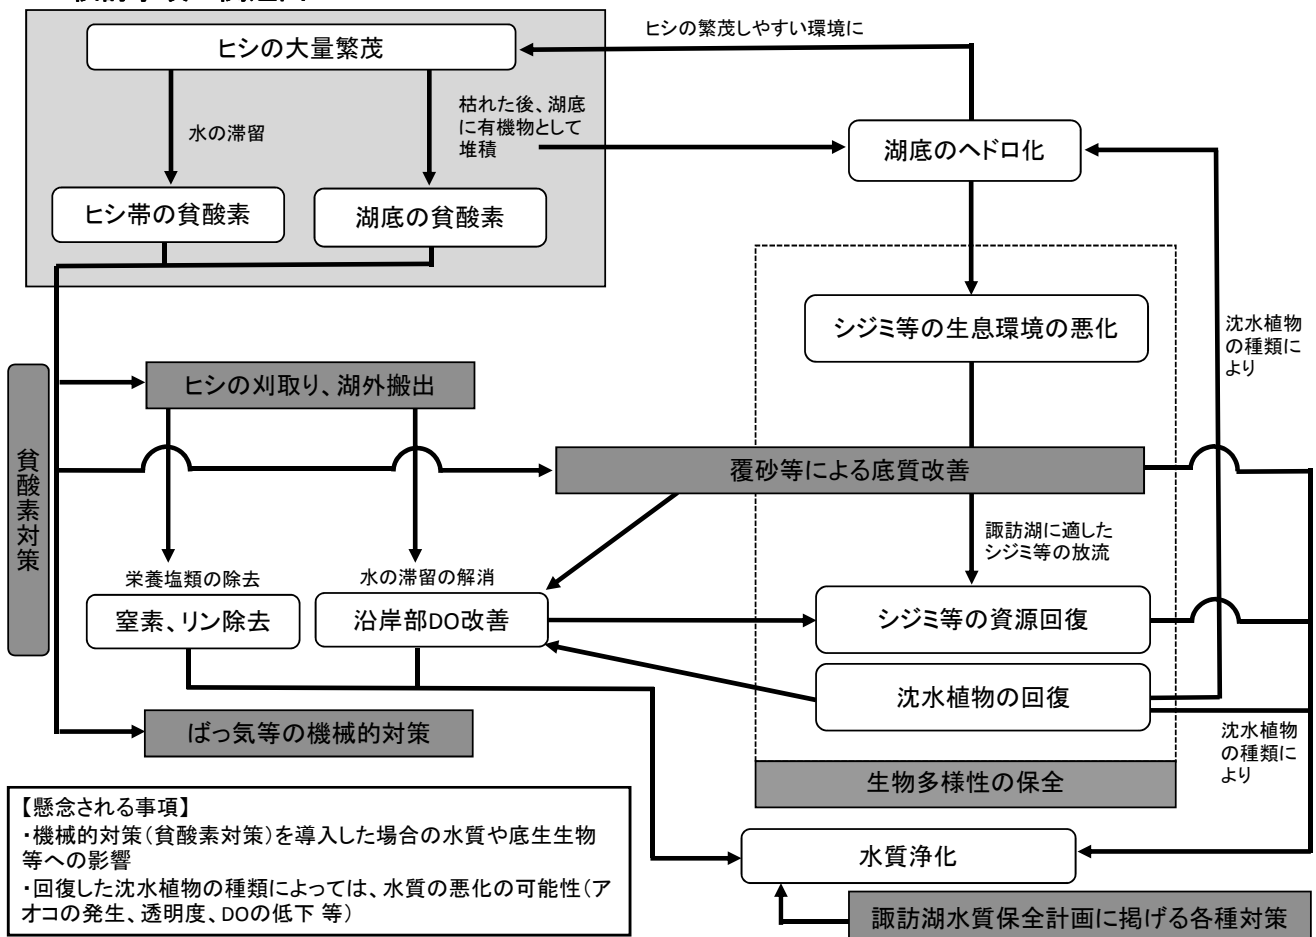 ヒシの大量繁茂
ヒシの繁茂しやすい環境に
水の滞留
枯れた後、湖底
に有機物として
堆積
湖底のヘドロ化
ヒシ帯の貧酸素
湖底の貧酸素
シジミ等の生息環境の悪化
沈水植物
の種類に
より
貧酸素対策
ヒシの刈取り、湖外搬出
覆砂等による底質改善
諏訪湖に適した
シジミ等の放流
栄養塩類の除去
水の滞留の解消
窒素、リン除去
沿岸部DO改善
シジミ等の資源回復
沈水植物の回復
ばっ気等の機械的対策
沈水植物
の種類に
より
生物多様性の保全
【懸念される事項】
・機械的対策(貧酸素対策)を導入した場合の水質や底生生物
等への影響
・回復した沈水植物の種類によっては、水質の悪化の可能性(ア
オコの発生、透明度、DOの低下 等)
水質浄化
諏訪湖水質保全計画に掲げる各種対策